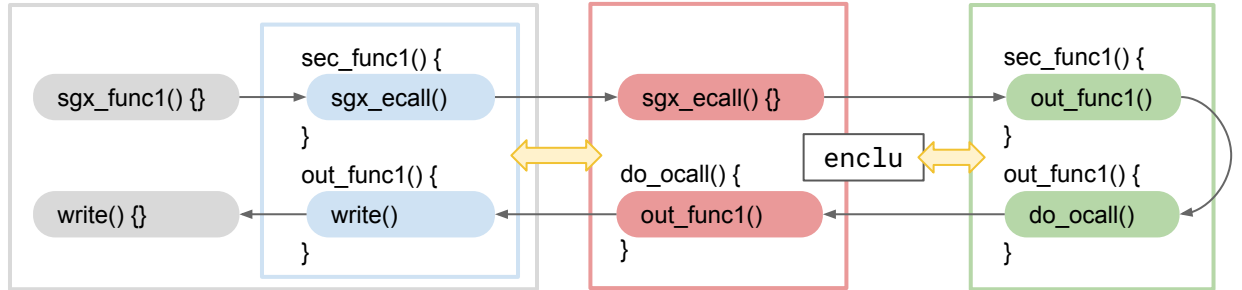 sec_func1() {
sec_func1() {
sgx_func1() {}
sgx_ecall()
sgx_ecall() {}
out_func1()
}
}
enclu
out_func1() {
do_ocall() {
out_func1() {
write() {}
write()
out_func1()
do_ocall()
}
}
}